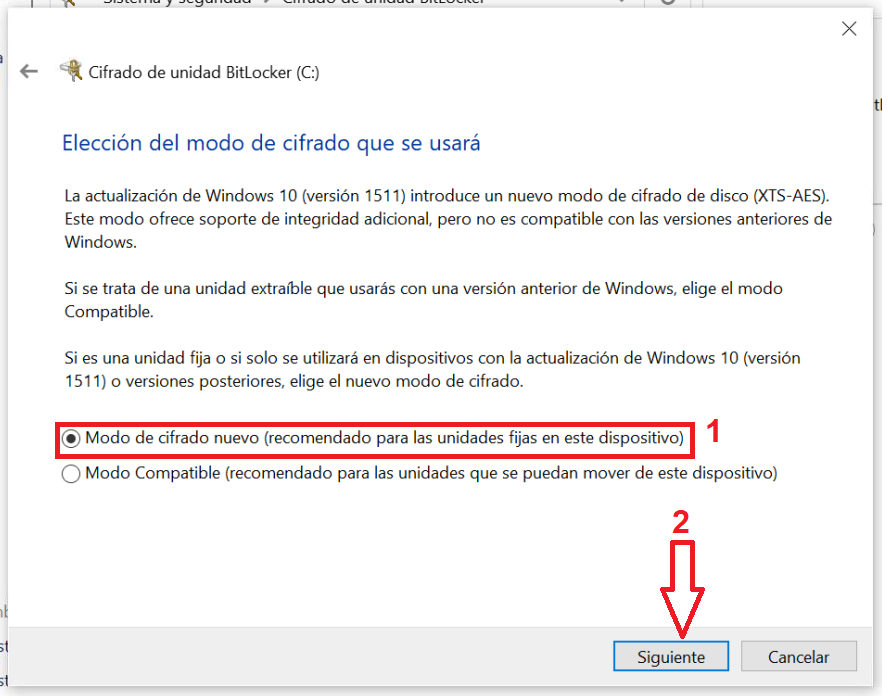 Sistema y seguridad
Cifrado de unidad BitLocker
Cifrado de unidad BitLocker (C:)
Elección del modo de cifrado que se usará
La actualización de Windows 10 (versión 1511) introduce un nuevo modo de cifrado de disco (XTS-AES).
Este modo ofrece soporte de integridad adicional, pero no es compatible con las versiones anteriores de
Windows.
Si se trata de una unidad extraíble que usarás con una versión anterior de Windows, elige el modo
Compatible.
Si es una unidad fija o si solo se utilizará en dispositivos con la actualización de Windows 10 (versión
1511) o versiones posteriores, elige el nuevo modo de cifrado.
Modo de cifrado nuevo (recomendado para las unidades fijas en este dispositivo)
1
Modo Compatible (recomendado para las unidades que se puedan mover de este dispositivo)
2
Siguiente
Cancelar